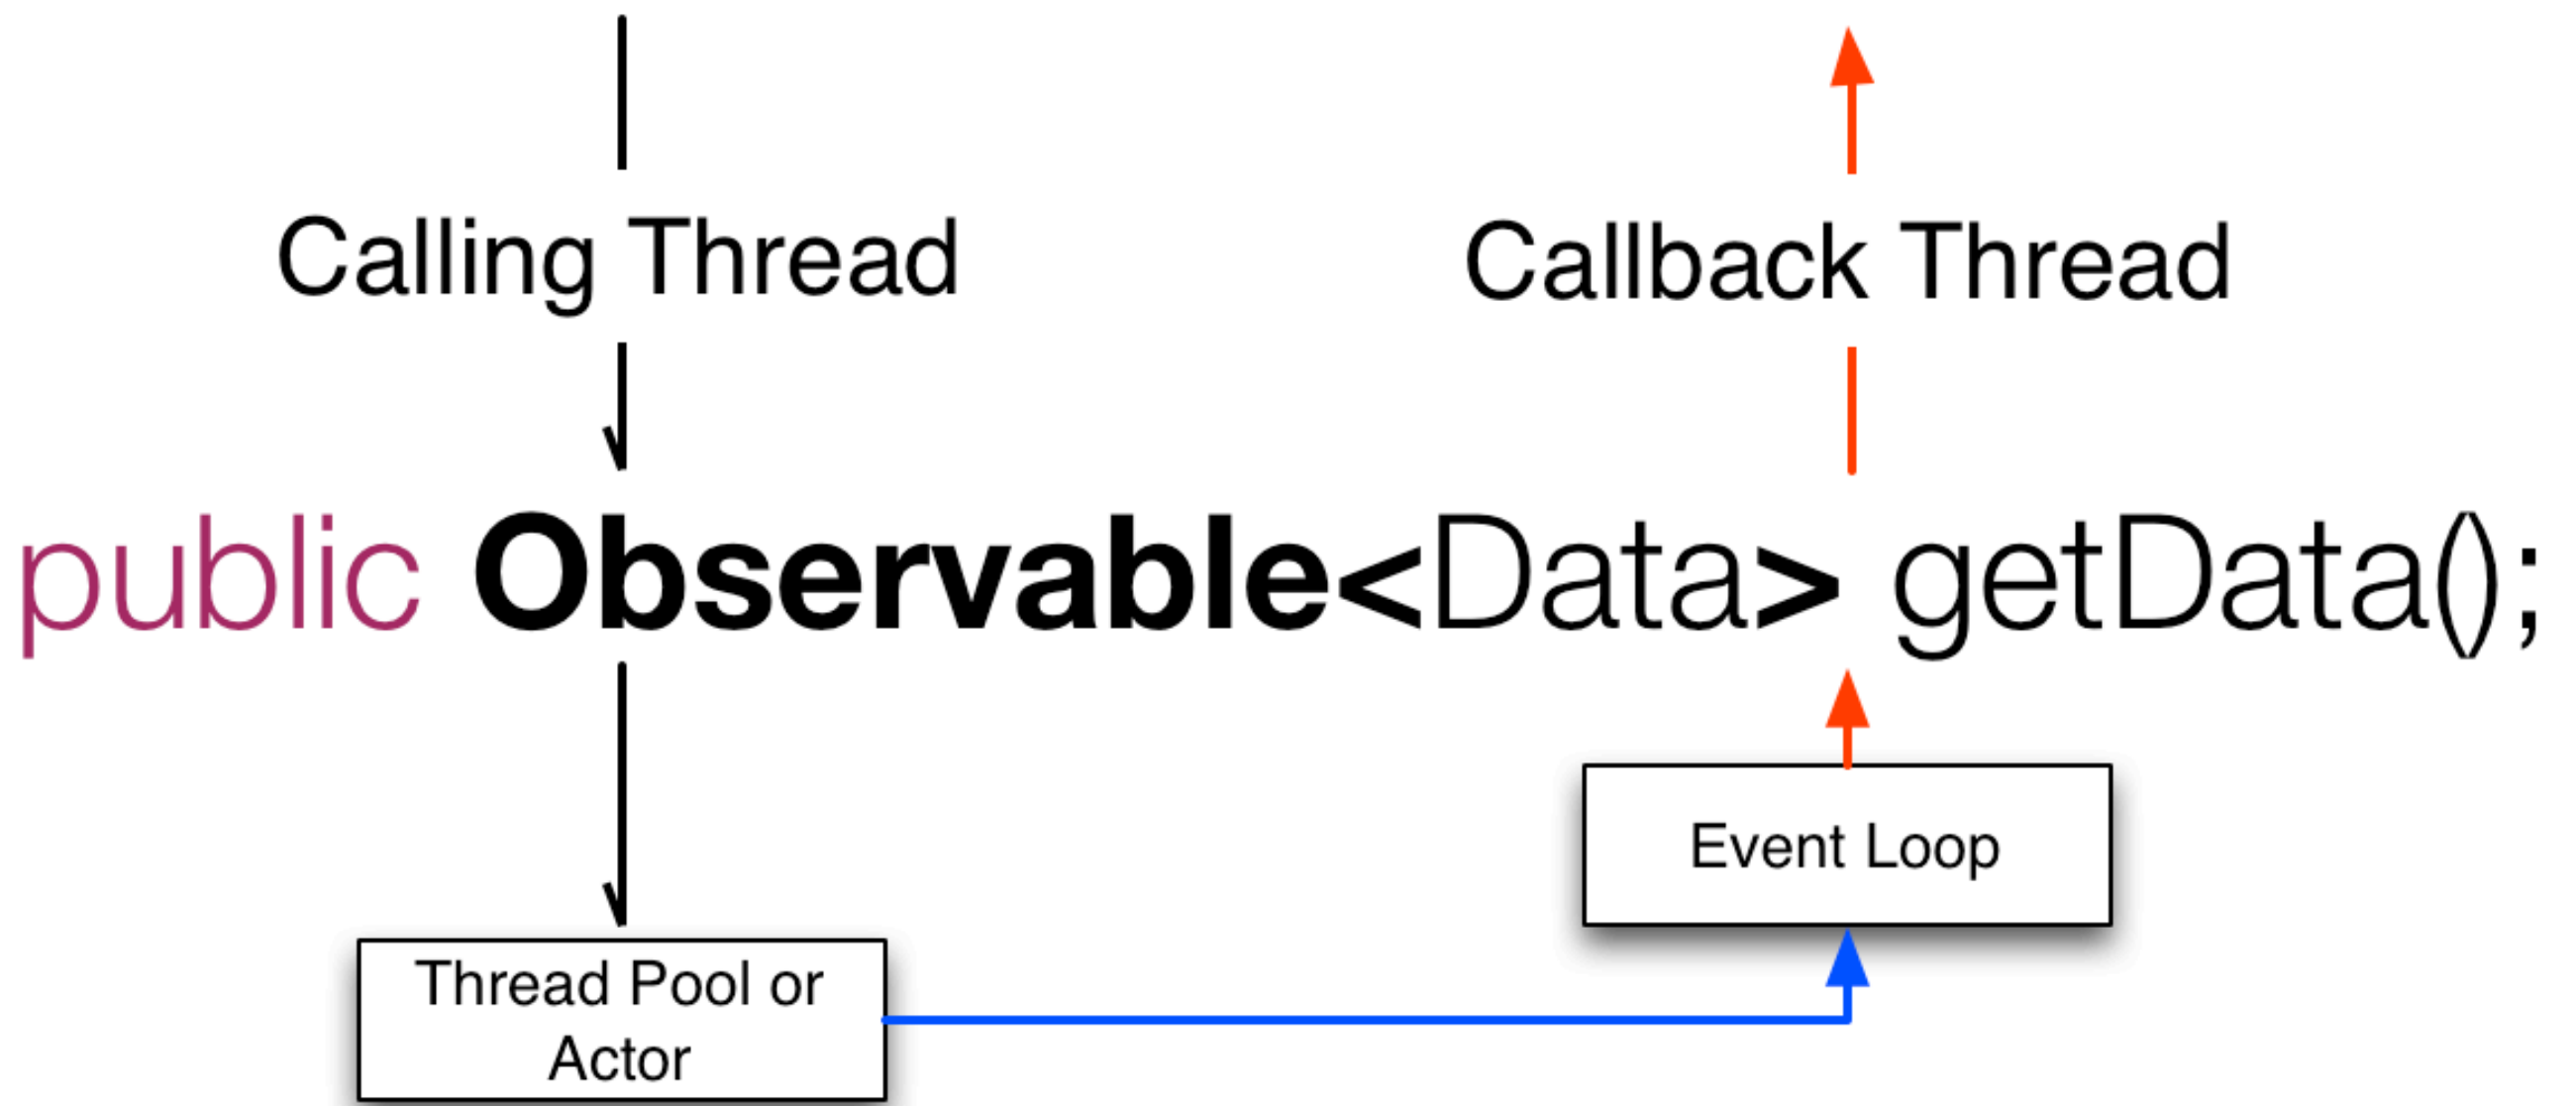 Calling Thread
Callback Thread
public Observable<Data> getData();
Event Loop
Thread Pool or
Actor